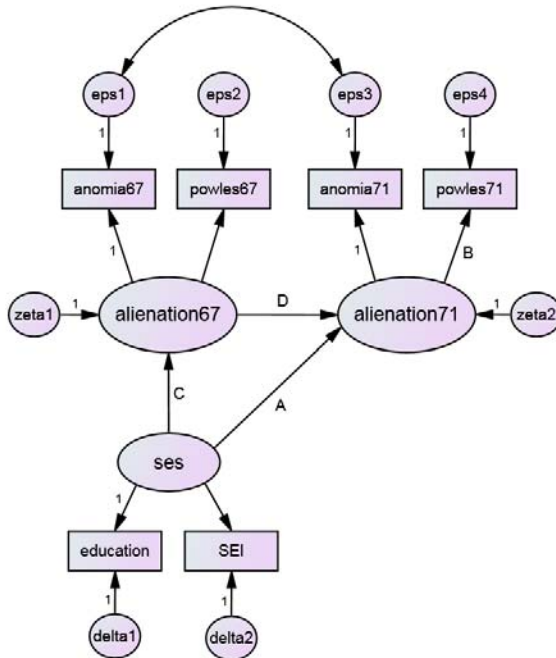 eps1 eps2 eps3 eps4
1 1 1 1
anomia67 powles67 anomia71 powles71
1 1 B
zeta1 1 alienation67 D alienation71 1 zeta2
C A
ses
1
education SEI
1 1
delta1 delta2